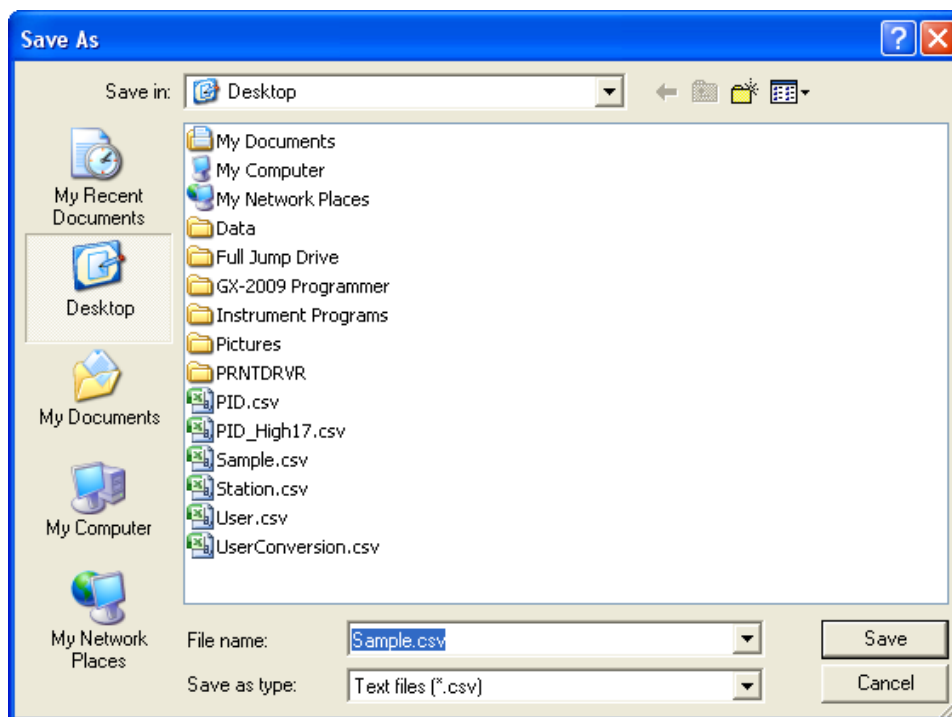 Save As
Save in: Desktop
My Recent
Documents
Desktop
My Documents
My Computer
My Network
Places
My Documents
My Computer
My Network Places
Data
Full Jump Drive
GX-2009 Programmer
Instrument Programs
Pictures
PRNTDRVR
PID.csv
PID_High17.csv
Sample.csv
Station.csv
User.csv
UserConversion.csv
File name: Sample.csv Save
Save as type: Text files (*.csv) Cancel